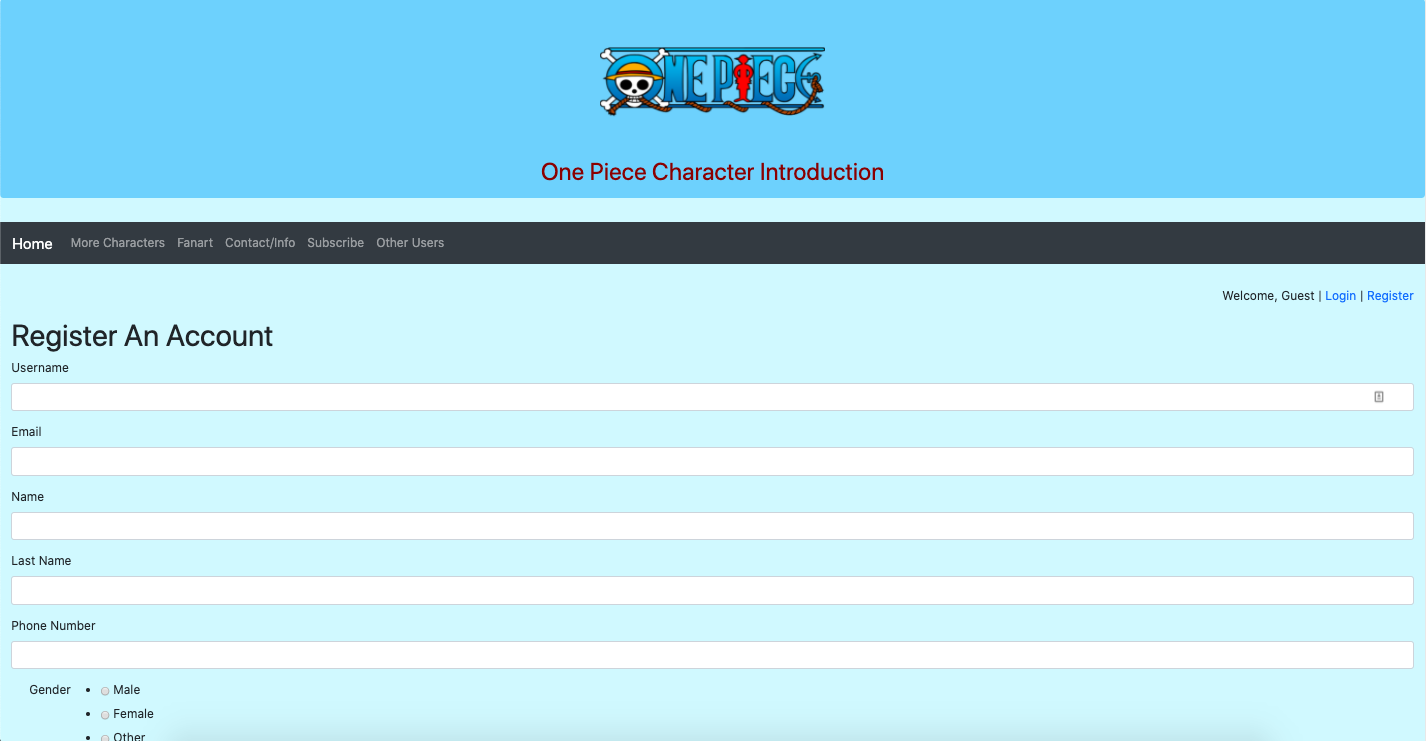 ONE PIECE
One Piece Character Introduction
Home More Characters Fanart Contact/Info Subscribe Other Users
Welcome, Guest | Login | Register
Register An Account
Username
Email
Name
Last Name
Phone Number
Gender • Male
• Female
• Other